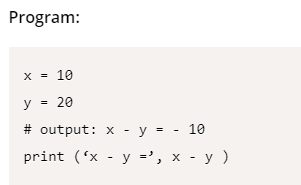 Program:
x = 10
y = 20
# output: x - y = - 10
print (‘x - y =’, x - y )